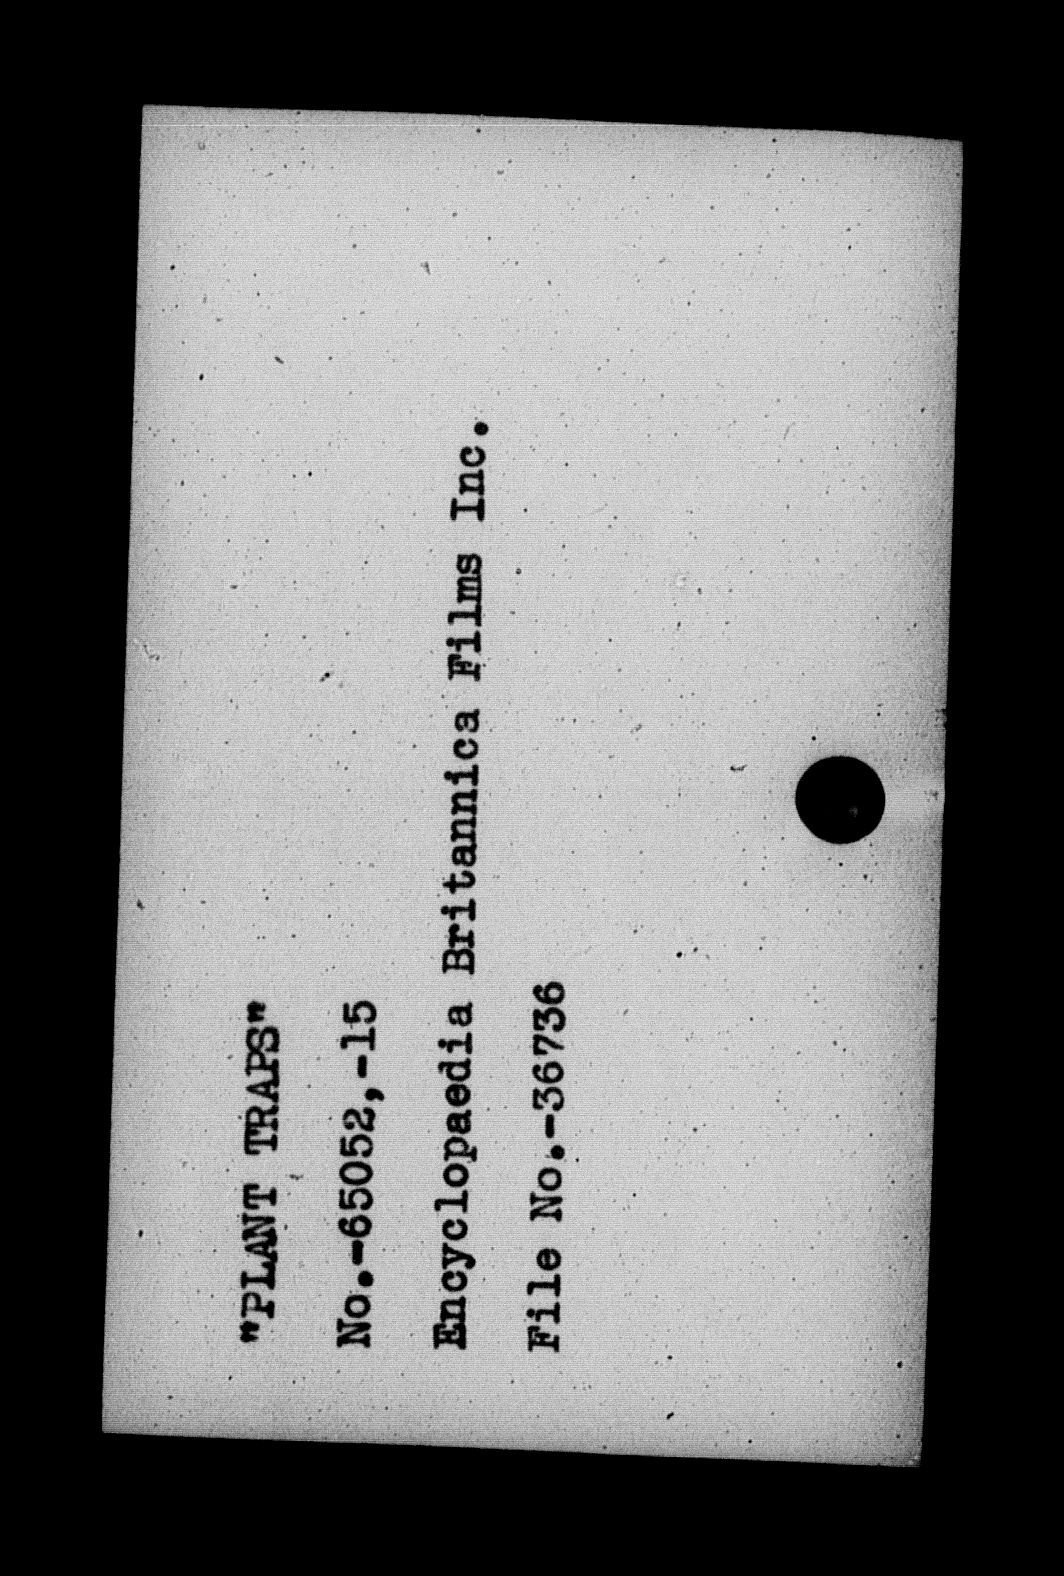 "PLANT TRAPS"
No.-65052,-15
Encyclopaedia Britannica Films Inc.
File No.-36736